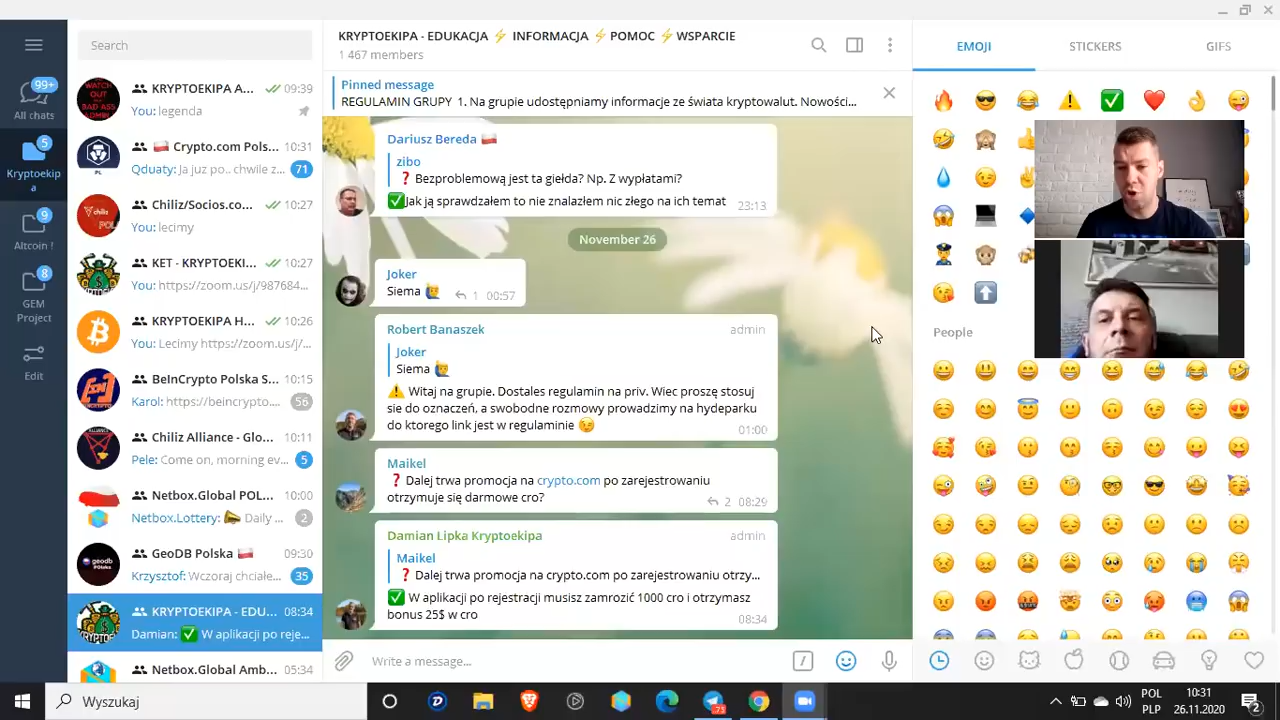 Search
99+
All chats
5
Kryptoekipa
9
Altcoin !
8
GEM
Project
Edit
KRYPTOEKIPA A...
09:39
You: legenda
Crypto.com Pols...
10:31
Qduaty: Ja juz po.. chwile z...
71
Chiliz/Socios.co...
10:27
You: lecimy
KET - KRYPTOEKI...
10:27
You: https://zoom.us/j/987684...
KRYPTOEKIPA H...
10:26
You: Lecimy https://zoom.us/j/...
BeInCrypto Polska S...
10:15
Karol: https://beincrypto....
56
Chiliz Alliance - Glo...
10:11
Pele: Come on, morning ev...
5
Netbox.Global POL...
10:00
Netbox.Lottery: 📣 Daily ...
2
GeoDB Polska 🇵🇱
09:30
Krzysztof: Wczoraj chciałe...
35
KRYPTOEKIPA - EDU...
08:34
Damian: ✅ W aplikacji po reje...
Netbox.Global Amb...
05:34
KRYPTOEKIPA - EDUKACJA ⚡ INFORMACJA ⚡POMOC ⚡WSPARCIE
1 467 members
Pinned message
REGULAMIN GRUPY 1. Na grupie udostępniamy informacje ze świata kryptowalut. Nowości...
Dariusz Bereda 🇵🇱
zibo
❓ Bezproblemową jest ta giełda? Np. Z wypłatami?
✅Jak ją sprawdzałem to nie znalazłem nic złego na ich temat
23:13
November 26
Joker
Siema 🙋‍♂️
1 00:57
Robert Banaszek
admin
Joker
Siema 🙋‍♂️
⚠️ Witaj na grupie. Dostales regulamin na priv. Wiec proszę stosuj
sie do oznaczeń, a swobodne rozmowy prowadzimy na hydeparku
do ktorego link jest w regulaminie 😉
01:00
Maikel
❓ Dalej trwa promocja na crypto.com po zarejestrowaniu
otrzymuje się darmowe cro?
2 08:29
Damian Lipka Kryptoekipa
admin
Maikel
❓ Dalej trwa promocja na crypto.com po zarejestrowaniu otrzy...
✅ W aplikacji po rejestracji musisz zamrozić 1000 cro i otrzymasz
bonus 25$ w cro
08:34
Write a message...
EMOJI
STICKERS
GIFS
People
Wyszukaj
POL
PLP
10:31
26.11.2020
2